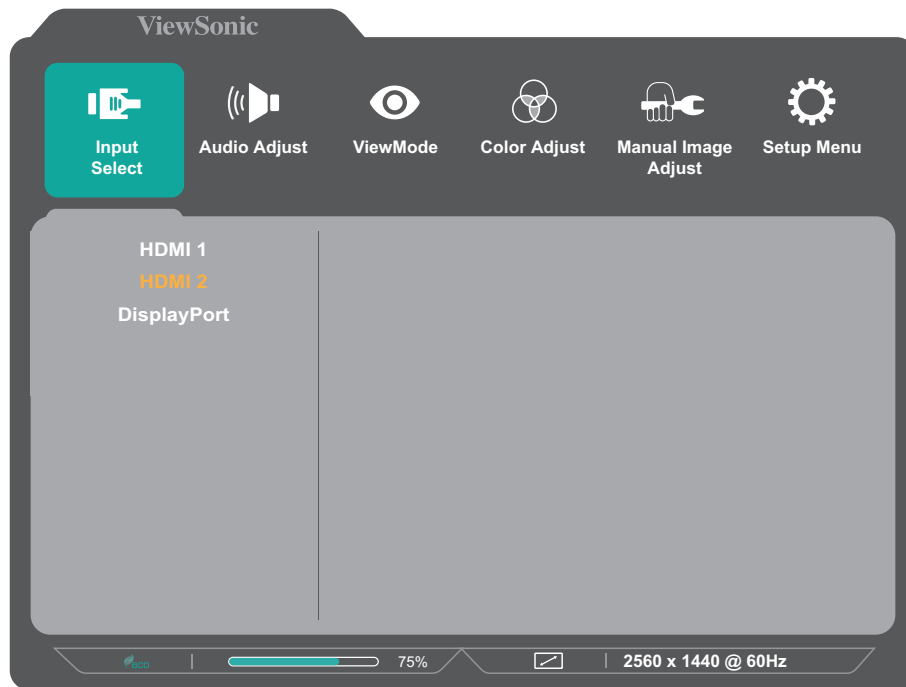 ViewSonic
Input
Select
Audio Adjust
ViewMode
Color Adjust
Manual Image
Adjust
Setup Menu
HDMI 1
HDMI 2
DisplayPort
eco
75%
2560 x 1440 @ 60Hz